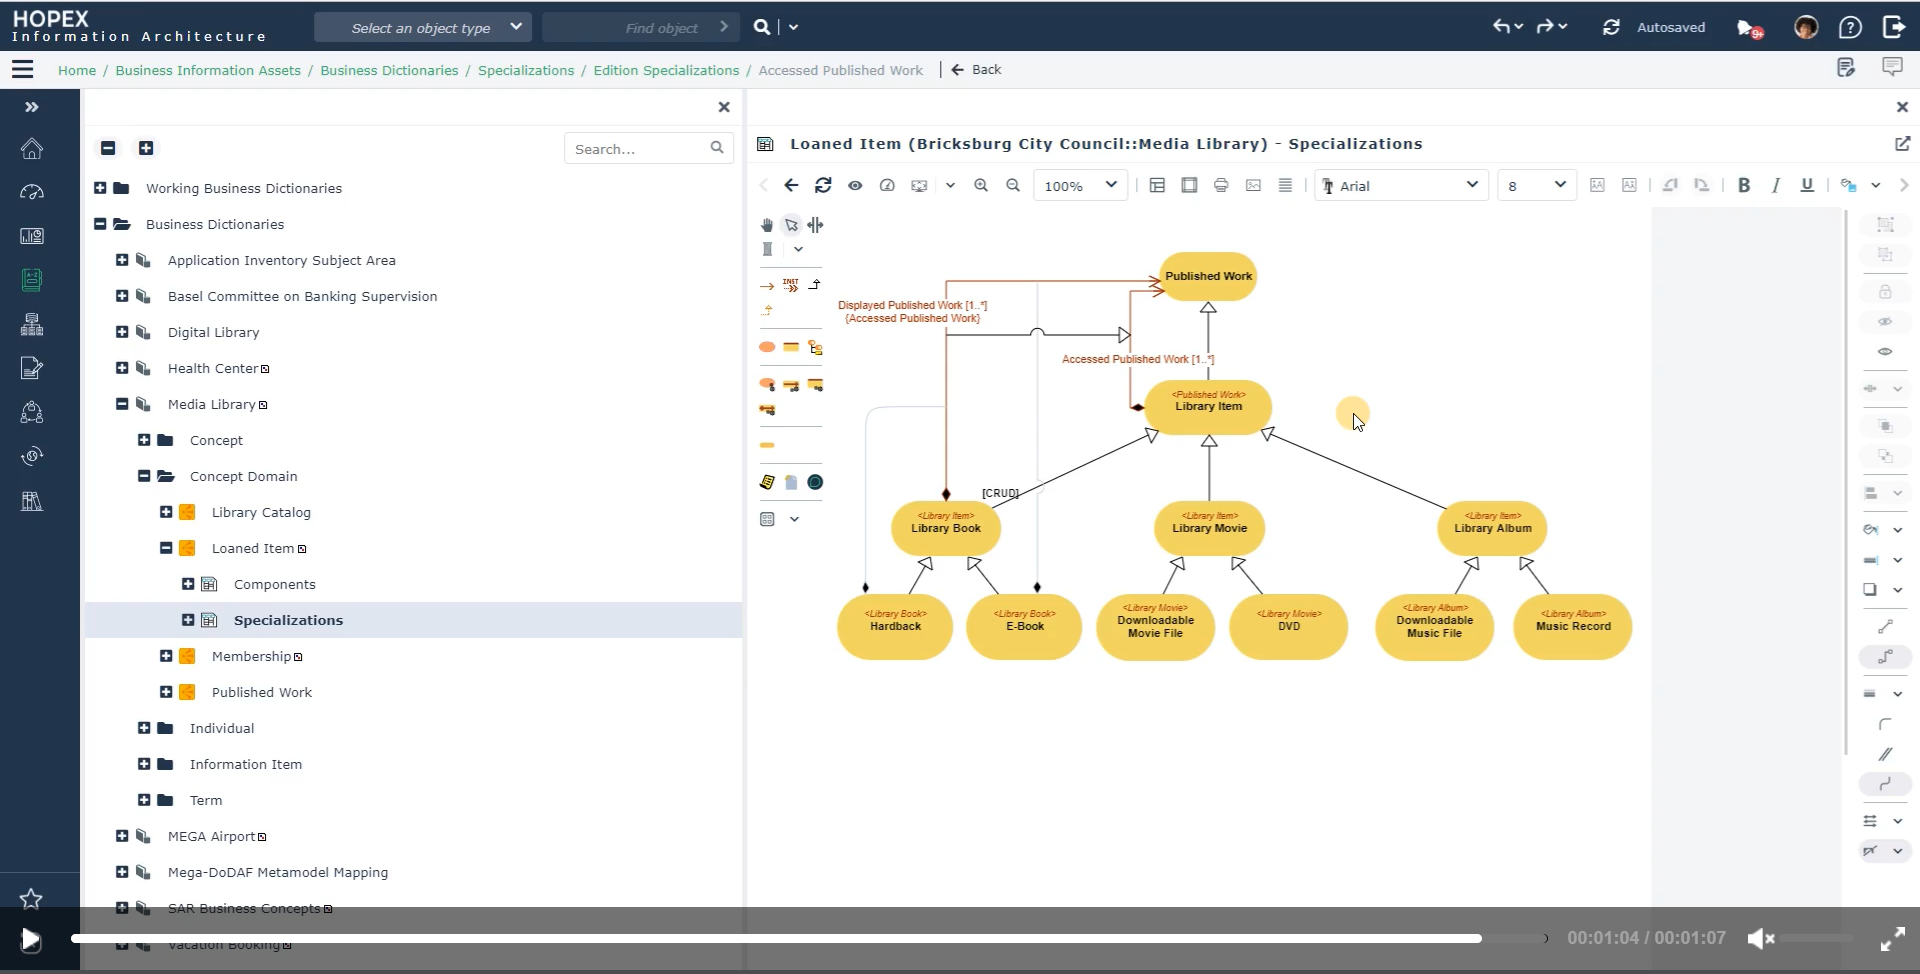 HOPEX
Information Architecture
Select an object type
Find object
Autosaved
9+
Home / Business Information Assets / Business Dictionaries / Specializations / Edition Specializations / Accessed Published Work
Back
Search...
Working Business Dictionaries
Business Dictionaries
Application Inventory Subject Area
Basel Committee on Banking Supervision
Digital Library
Health Center
Media Library
Concept
Concept Domain
Library Catalog
Loaned Item
Components
Specializations
Membership
Published Work
Individual
Information Item
Term
MEGA Airport
Mega-DoDAF Metamodel Mapping
SAR Business Concepts
Vacation Booking
Loaned Item (Bricksburg City Council::Media Library) - Specializations
100%
Arial
8
B I U
INST
Published Work
Displayed Published Work [1..*]
{Accessed Published Work}
Accessed Published Work [1..*]
<Published Work>
Library Item
[CRUD]
<Library Item>
Library Book
<Library Item>
Library Movie
<Library Item>
Library Album
<Library Book>
Hardback
<Library Book>
E-Book
<Library Movie>
Downloadable
Movie File
<Library Movie>
DVD
<Library Album>
Downloadable
Music File
<Library Album>
Music Record
00:01:04 / 00:01:07